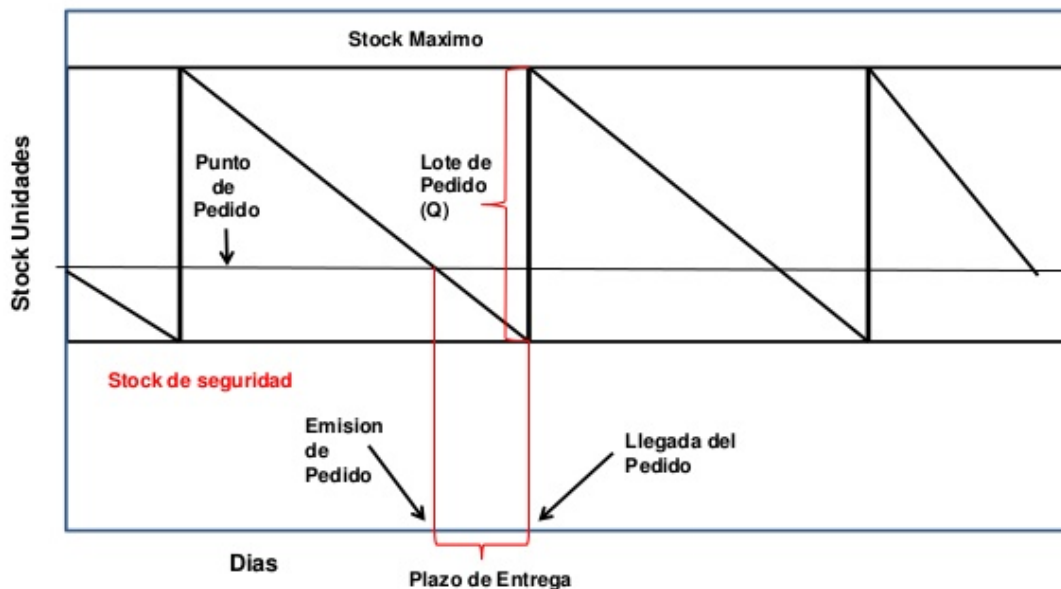 Stock Maximo
Stock Unidades
Punto
de
Pedido
Lote de
Pedido
(Q)
Stock de seguridad
Emision
de
Pedido
Llegada del
Pedido
Dias
Plazo de Entrega